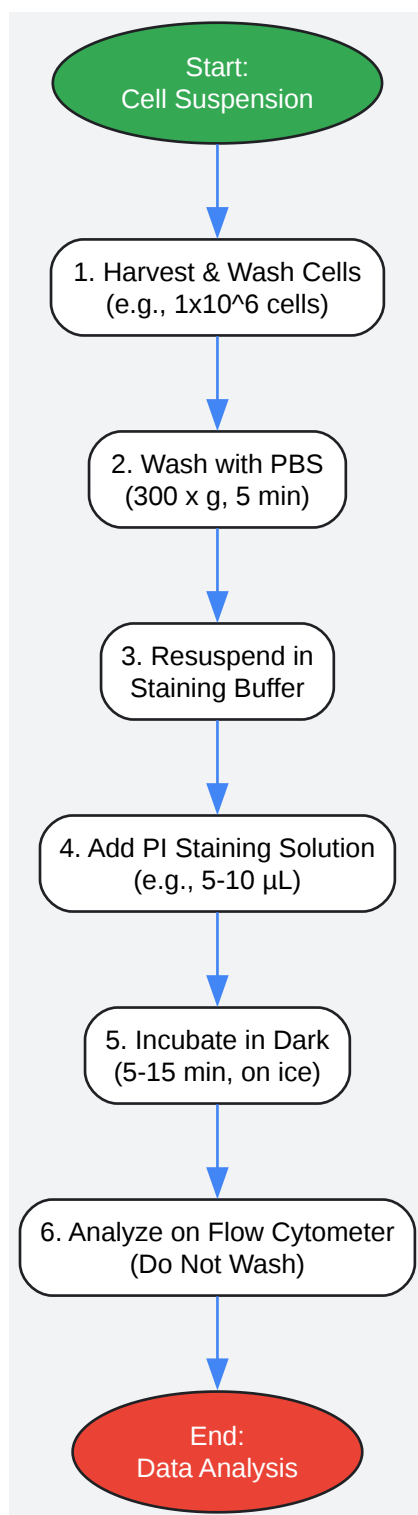 Start:
Cell Suspension
1. Harvest & Wash Cells
(e.g., 1x10^6 cells)
2. Wash with PBS
(300 x g, 5 min)
3. Resuspend in
Staining Buffer
4. Add PI Staining Solution
(e.g., 5-10 µL)
5. Incubate in Dark
(5-15 min, on ice)
6. Analyze on Flow Cytometer
(Do Not Wash)
End:
Data Analysis